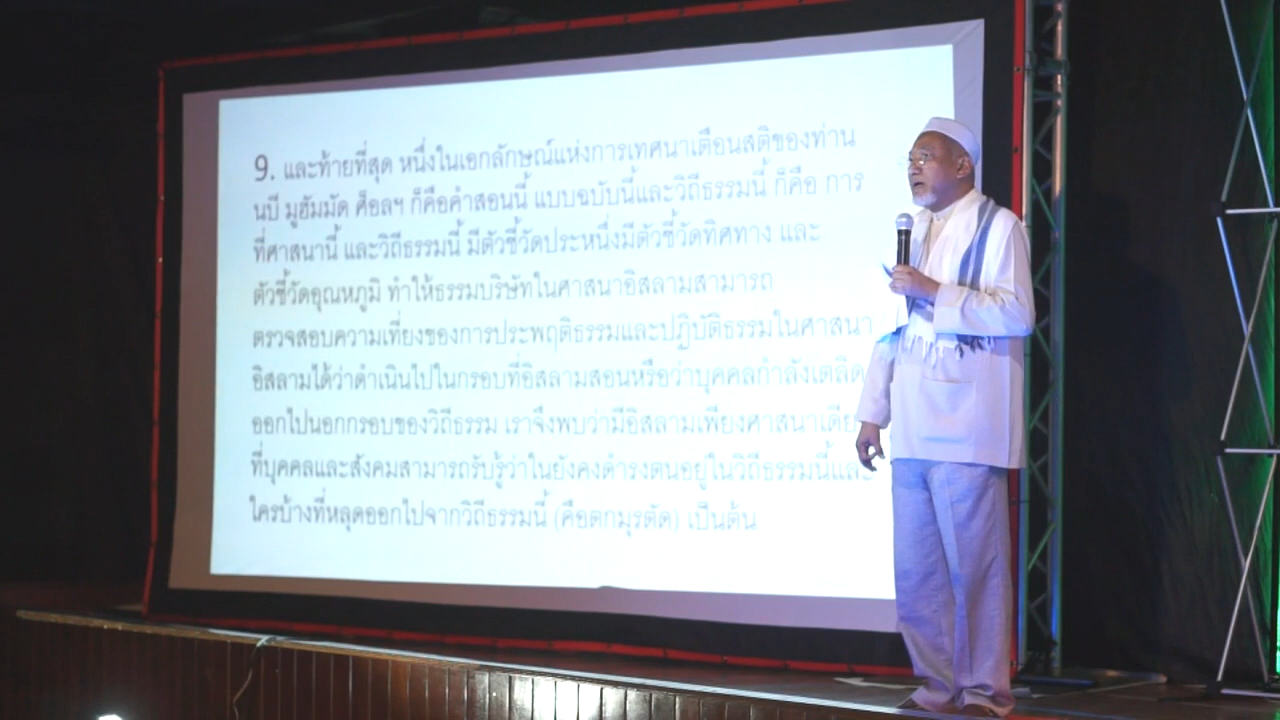 9. และท้ายที่สุด หนึ่งในเอกลักษณ์แห่งการเทศนาเตือนสติของท่าน
นบี มูฮัมมัด ศ็อลฯ ก็คือคำสอนนี้ แบบฉบับนี้และวิถีธรรมนี้ ก็คือ การ
ที่ศาสนานี้ และวิถีธรรมนี้ มีตัวชี้วัดประหนึ่งมีตัวชี้วัดทิศทาง และ
ตัวชี้วัดอุณหภูมิ ทำให้ธรรมบริษัทในศาสนาอิสลามสามารถ
ตรวจสอบความเที่ยงของการประพฤติธรรมและปฏิบัติธรรมในศาสนา
อิสลามได้ว่าดำเนินไปในกรอบที่อิสลามสอนหรือว่าบุคคลกำลังเตลิด
ออกไปนอกกรอบของวิถีธรรม เราจึงพบว่ามีอิสลามเพียงศาสนาเดีย
ที่บุคคลและสังคมสามารถรับรู้ว่าในยังคงดำรงตนอยู่ในวิถีธรรมนี้และ
ใครบ้างที่หลุดออกไปจากวิถีธรรมนี้ (คือตกมุรตัด) เป็นต้น